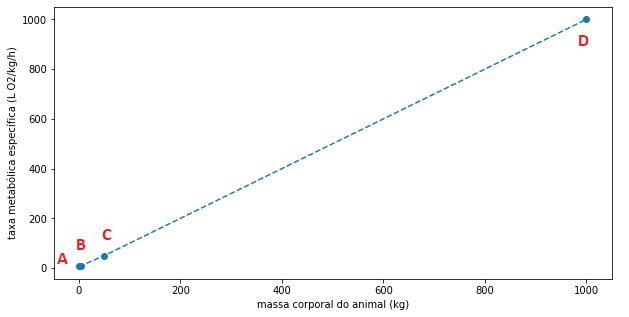 taxa metabólica específica (L O2/kg/h)
1000
800
600
400
200
0
A
B
C
D
0
200
400
600
800
1000
massa corporal do animal (kg)